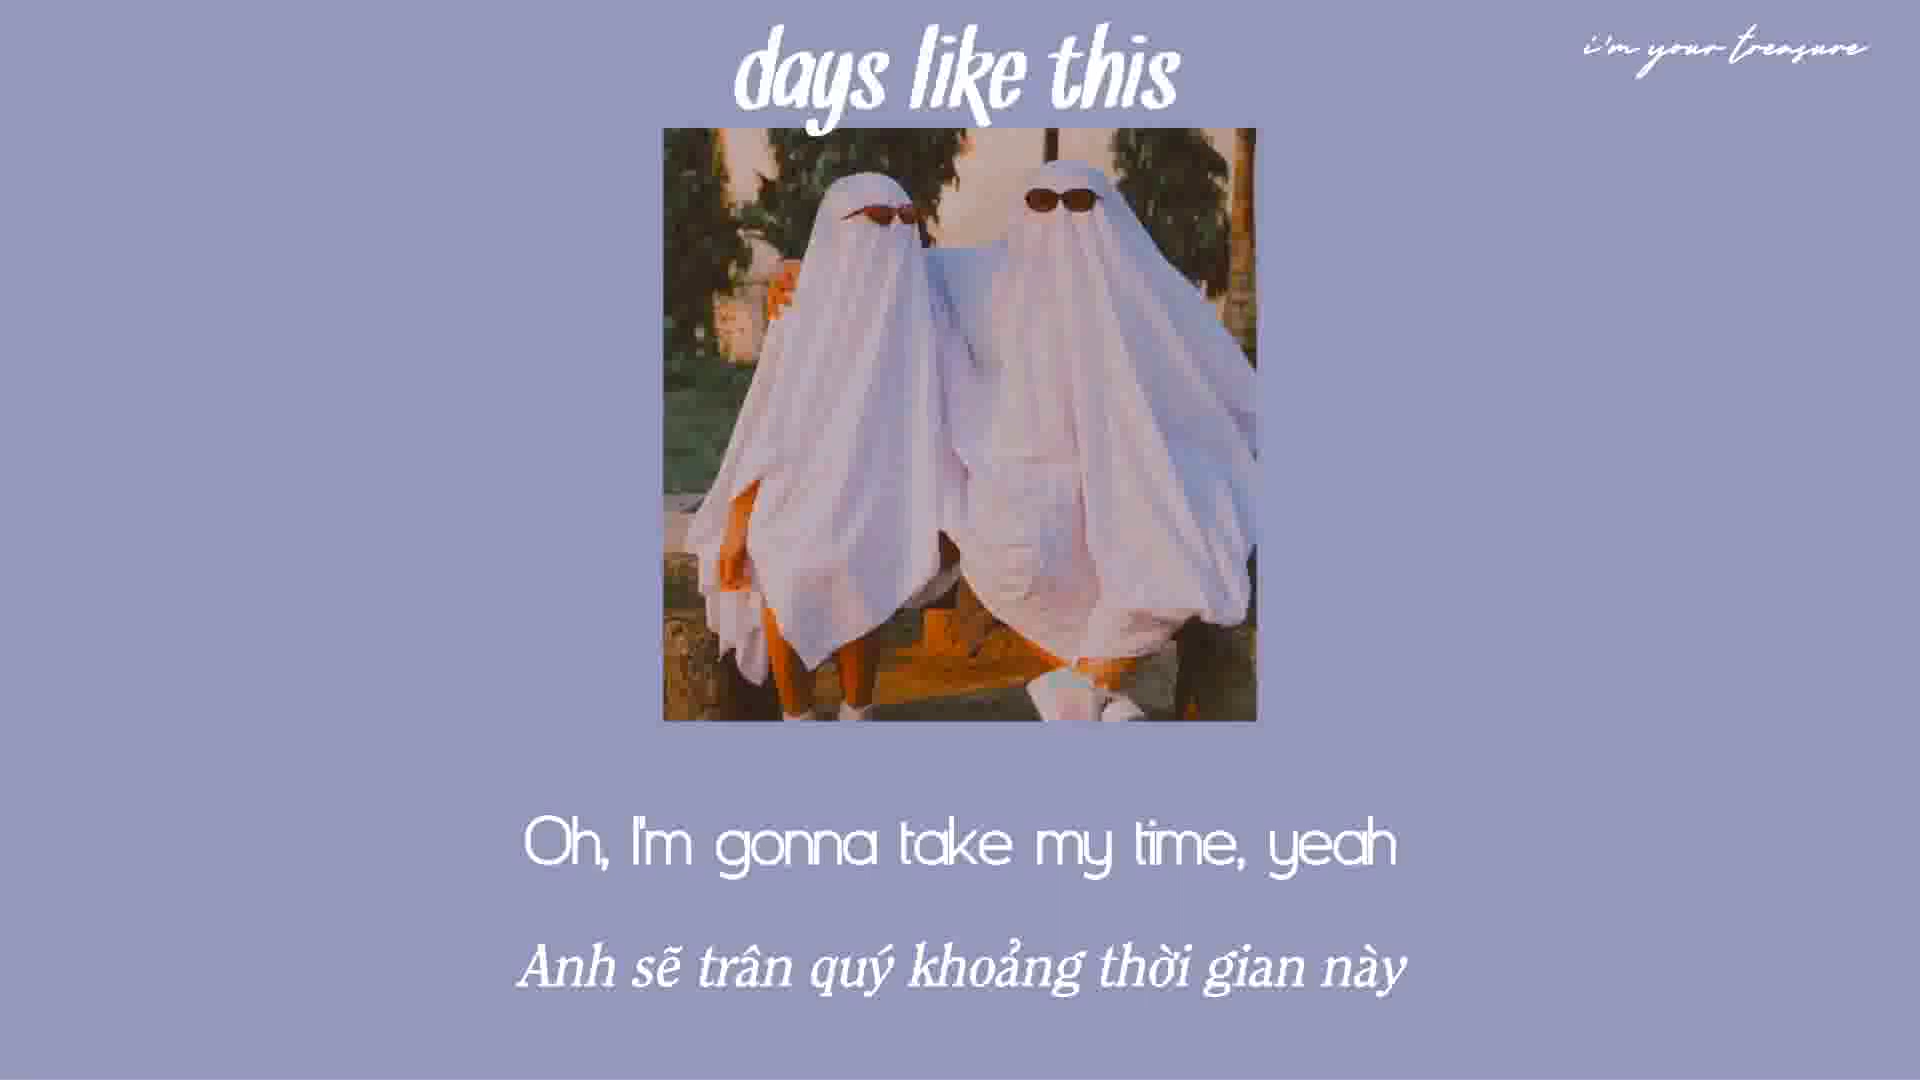 days like this
i'm your treasure
Oh, I'm gonna take my time, yeah
Anh sẽ trân quý khoảng thời gian này